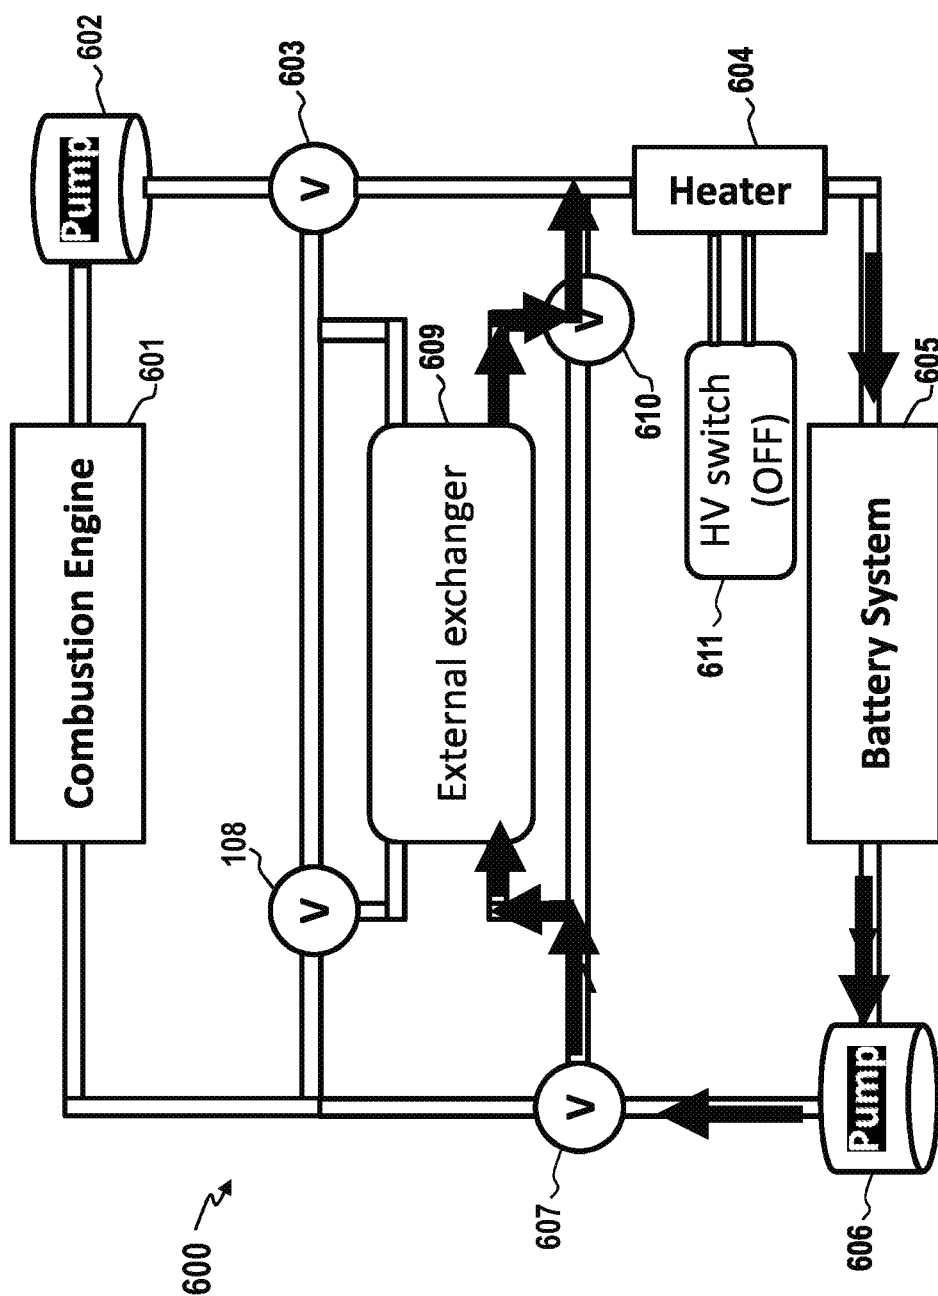 600
Combustion Engine
601
Pump
602
108
V
V
603
External exchanger
609
607
V
V
610
HV switch
(OFF)
611
Heater
604
606
Pump
Battery System
605